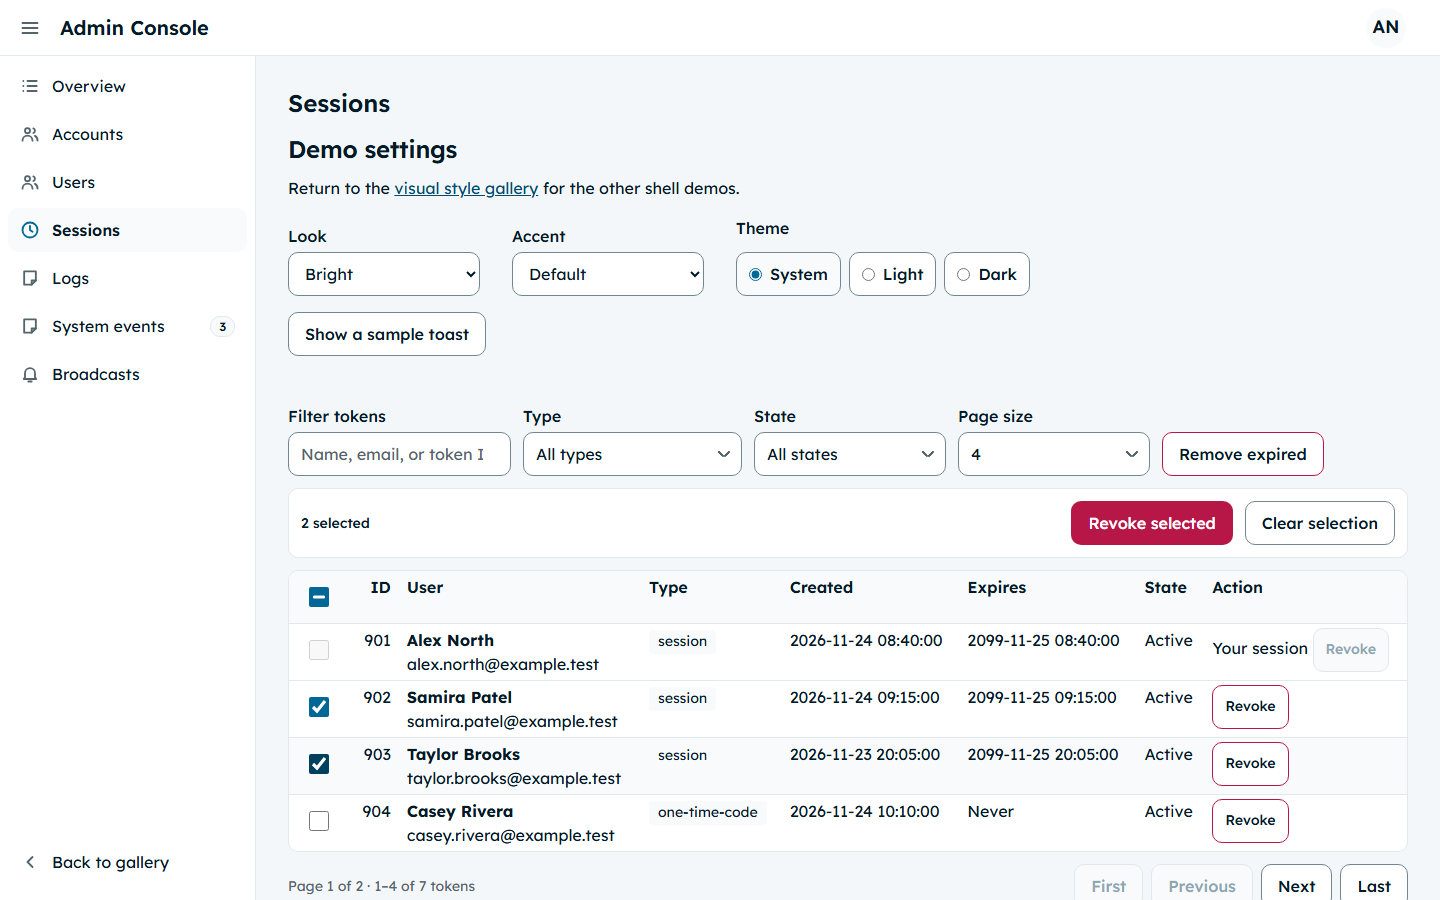 Admin Console
AN
Overview
Accounts
Users
Sessions
Logs
System events 3
Broadcasts
Back to gallery
Sessions
Demo settings
Return to the visual style gallery for the other shell demos.
Look Accent Theme
Bright Default System Light Dark
Show a sample toast
Filter tokens Type State Page size
Name, email, or token I All types All states 4 Remove expired
2 selected Revoke selected Clear selection
ID User Type Created Expires State Action
901 Alex North session 2026-11-24 08:40:00 2099-11-25 08:40:00 Active Your session Revoke
alex.north@example.test
902 Samira Patel session 2026-11-24 09:15:00 2099-11-25 09:15:00 Active Revoke
samira.patel@example.test
903 Taylor Brooks session 2026-11-23 20:05:00 2099-11-25 20:05:00 Active Revoke
taylor.brooks@example.test
904 Casey Rivera one-time-code 2026-11-24 10:10:00 Never Active Revoke
casey.rivera@example.test
Page 1 of 2 · 1–4 of 7 tokens First Previous Next Last